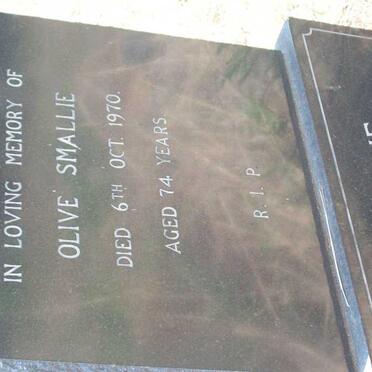 IN LOVING MEMORY OF
OLIVE SMALLIE
DIED 6TH OCT. 1970.
AGED 74 YEARS.
R. I. P.